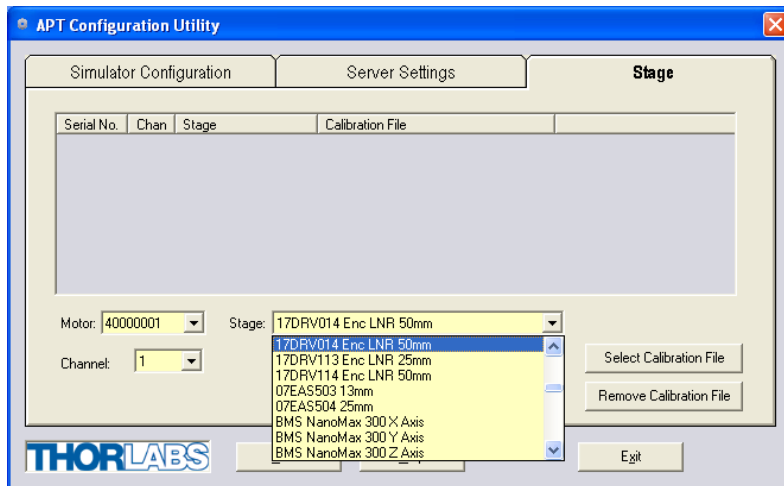 APT Configuration Utility
Simulator Configuration Server Settings Stage
Serial No. Chan Stage Calibration File
Motor: 40000001 Stage: 17DRV014 Enc LNR 50mm
Channel: 1
17DRV014 Enc LNR 50mm
17DRV113 Enc LNR 25mm
17DRV114 Enc LNR 50mm
07EAS503 13mm
07EAS504 25mm
BMS NanoMax 300 X Axis
BMS NanoMax 300 Y Axis
BMS NanoMax 300 Z Axis
Select Calibration File
Remove Calibration File
THORLABS
Exit